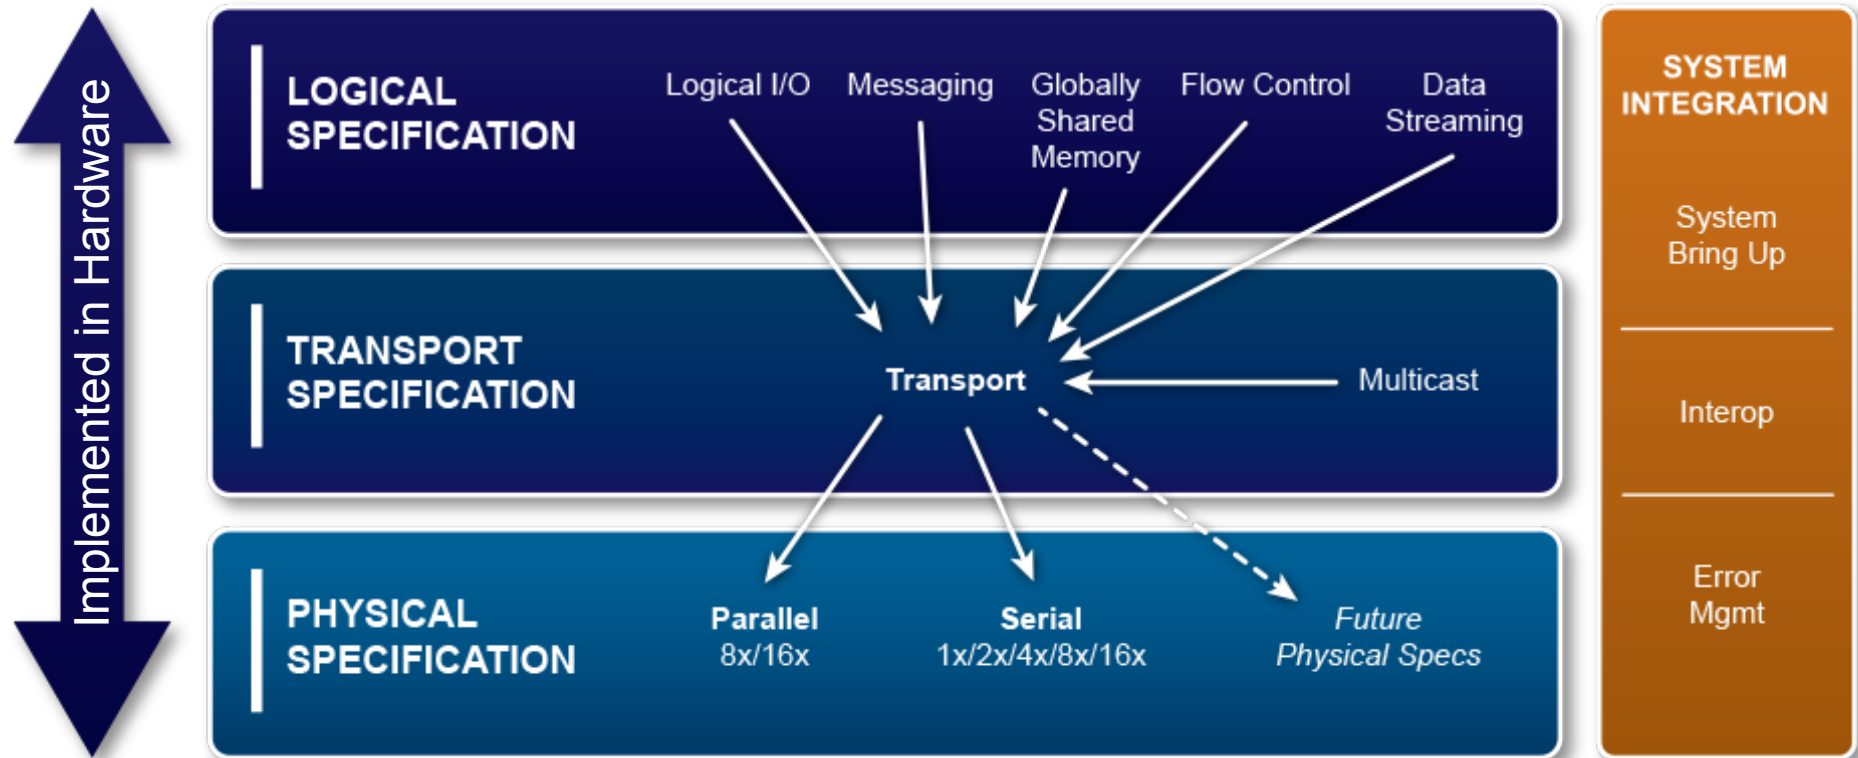 Implemented in Hardware
LOGICAL
SPECIFICATION
Logical I/O
Messaging
Globally
Shared
Memory
Flow Control
Data
Streaming
TRANSPORT
SPECIFICATION
Transport
Multicast
PHYSICAL
SPECIFICATION
Parallel
8x/16x
Serial
1x/2x/4x/8x/16x
Future
Physical Specs
SYSTEM
INTEGRATION
System
Bring Up
Interop
Error
Mgmt